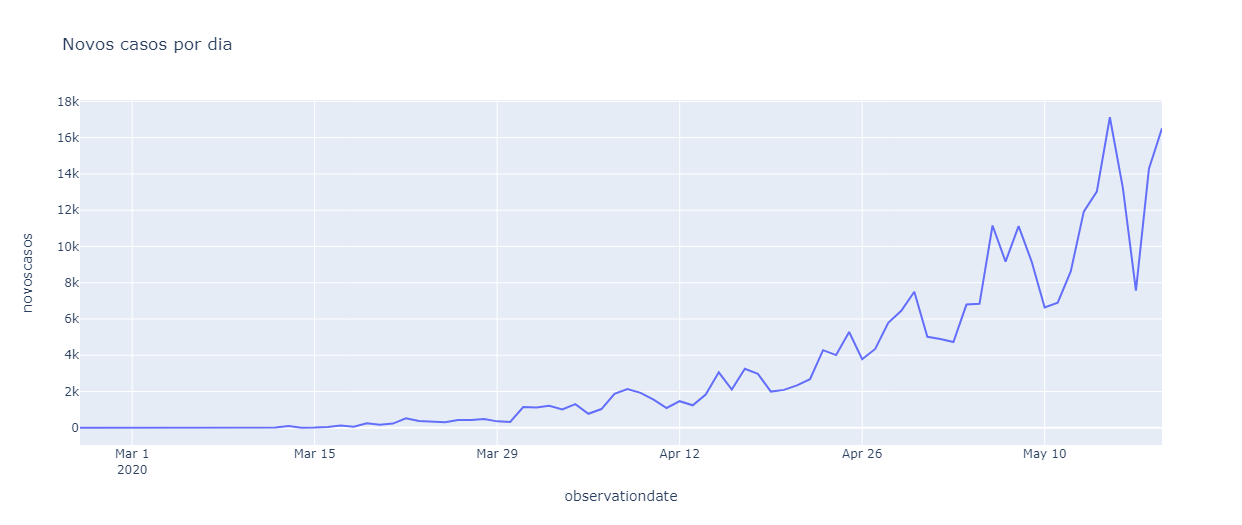 Novos casos por dia
18k
16k
14k
12k
10k
8k
6k
4k
2k
0
novoscasos
Mar 1
2020
Mar 15
Mar 29
Apr 12
Apr 26
May 10
observationdate